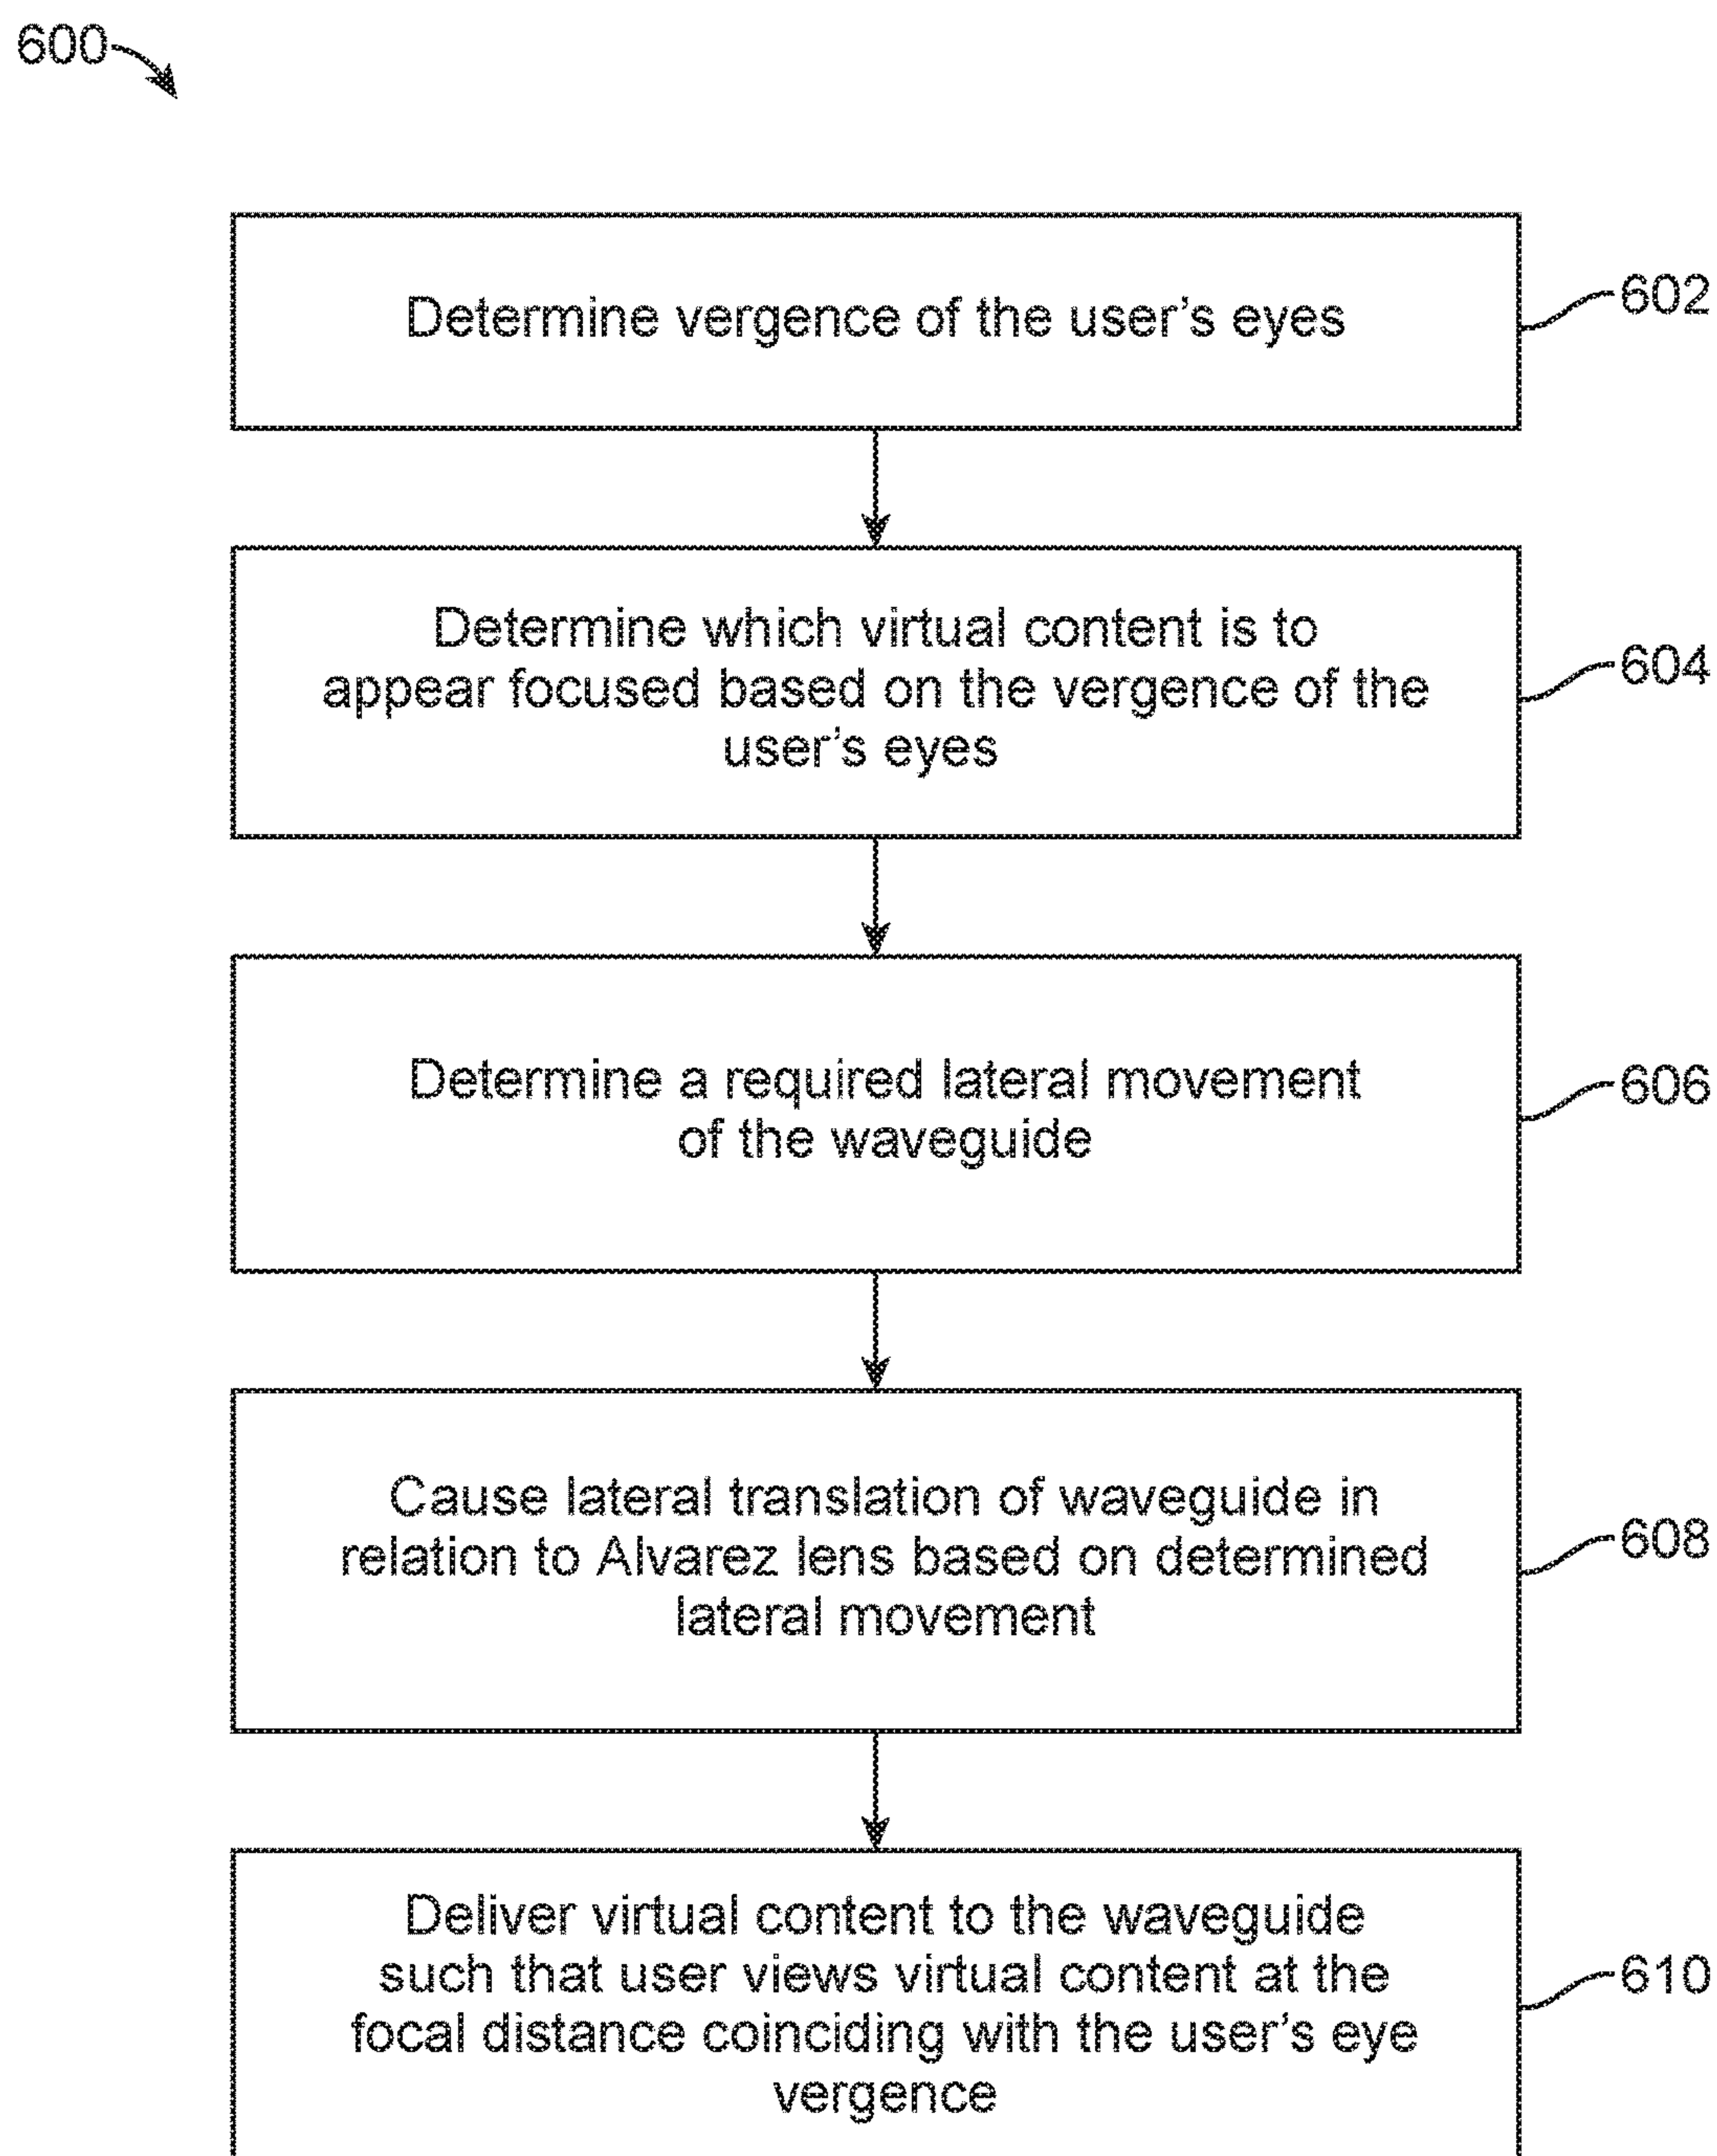 600
Determine vergence of the user's eyes
602
Determine which virtual content is to
appear focused based on the vergence of the
user's eyes
604
Determine a required lateral movement
of the waveguide
606
Cause lateral translation of waveguide in
relation to Alvarez lens based on determined
lateral movement
608
Deliver virtual content to the waveguide
such that user views virtual content at the
focal distance coinciding with the user's eye
vergence
610